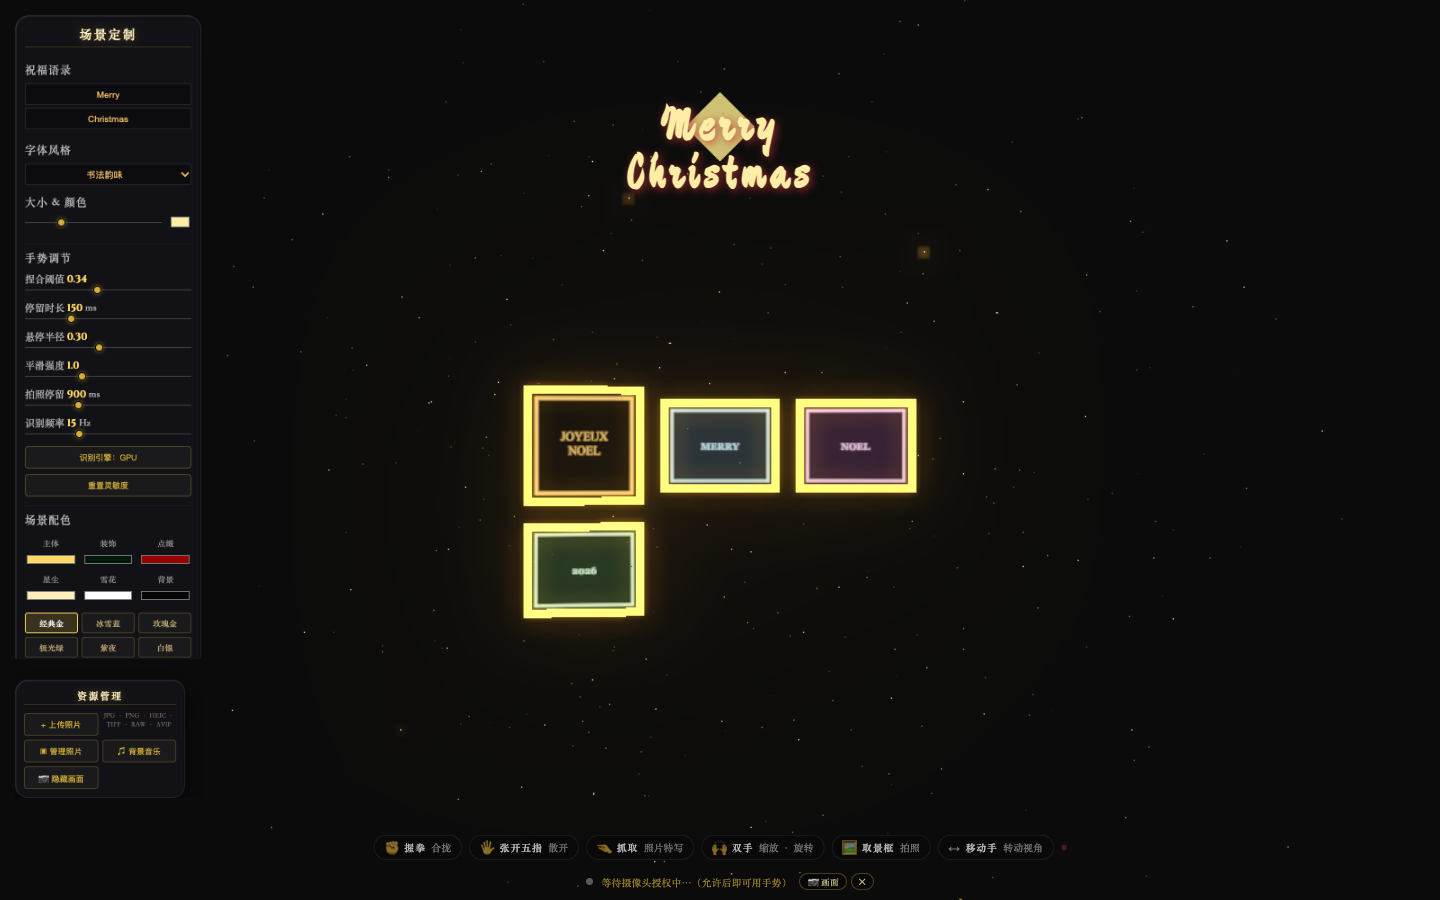 场景定制
祝福语录
Merry
Christmas
字体风格
书法韵味
大小 & 颜色
手势调节
捏合阈值 0.34
停留时长 150 ms
悬停半径 0.30
平滑强度 1.0
拍照停留 900 ms
识别频率 15 Hz
识别引擎：GPU
重置灵敏度
场景配色
主体 装饰 点缀
星尘 雪花 背景
经典金 冰雪蓝 玫瑰金
极光绿 紫夜 白银
资源管理
+ 上传照片
JPG · PNG · HEIC ·
TIFF · RAW · AVIF
管理照片 背景音乐
隐藏画面
Merry
Christmas
JOYEUX
NOEL
MERRY
NOEL
2026
握拳 合拢 张开五指 散开 抓取 照片特写 双手 缩放 · 旋转 取景框 拍照 移动手 转动视角
等待摄像头授权中…（允许后即可用手势） 画面 ✕